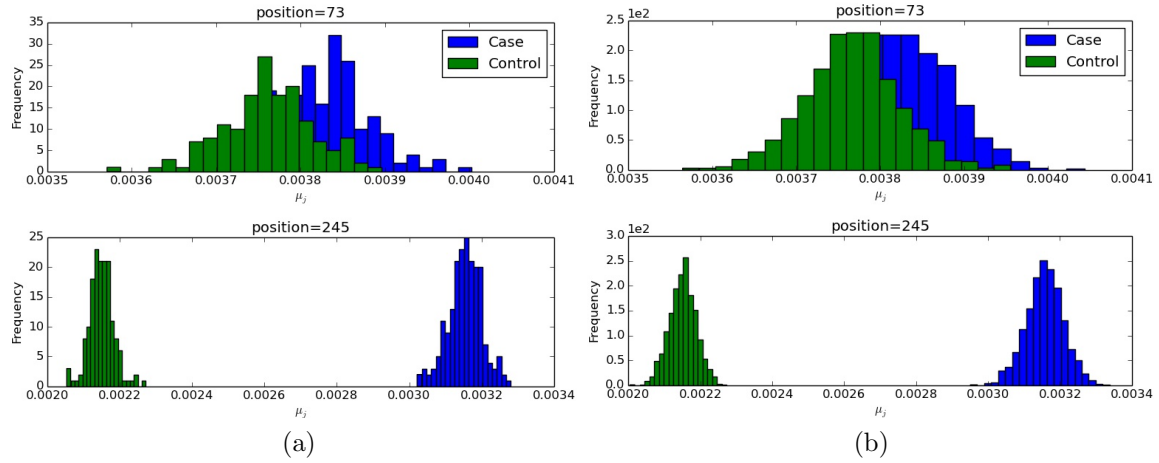 position=73
35
30
25
20
15
10
5
0
Frequency
Case
Control
0.0035 0.0036 0.0037 0.0038 0.0039 0.0040 0.0041
μj
position=245
25
20
15
10
5
0
Frequency
0.0020 0.0022 0.0024 0.0026 0.0028 0.0030 0.0032 0.0034
μj
(a)
position=73
2.5 1e2
2.0
1.5
1.0
0.5
0.0
Frequency
Case
Control
0.0035 0.0036 0.0037 0.0038 0.0039 0.0040 0.0041
μj
position=245
3.0 1e2
2.5
2.0
1.5
1.0
0.5
0.0
Frequency
0.0020 0.0022 0.0024 0.0026 0.0028 0.0030 0.0032 0.0034
μj
(b)